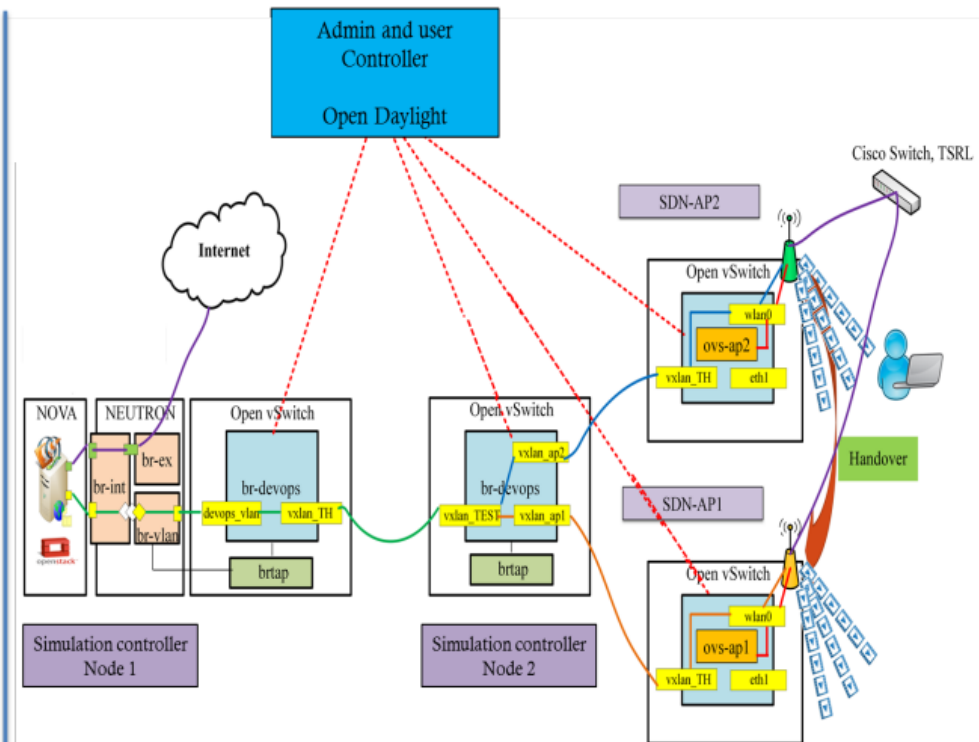 Admin and user
Controller
Open Daylight
Cisco Switch, TSRL
SDN-AP2
Internet
Open vSwitch
wlan0
ovs-ap2
vxlan_TH
eth1
NOVA
NEUTRON
Open vSwitch
Open vSwitch
br-ex
br-int
br-devops
vxlan_ap2
br-devops
Handover
devops_vlan
vxlan_TH
vxlan_TEST
vxlan_ap1
SDN-AP1
br-vlan
openstack
brtap
brtap
Open vSwitch
wlan0
ovs-ap1
vxlan_TH
eth1
Simulation controller
Node 1
Simulation controller
Node 2